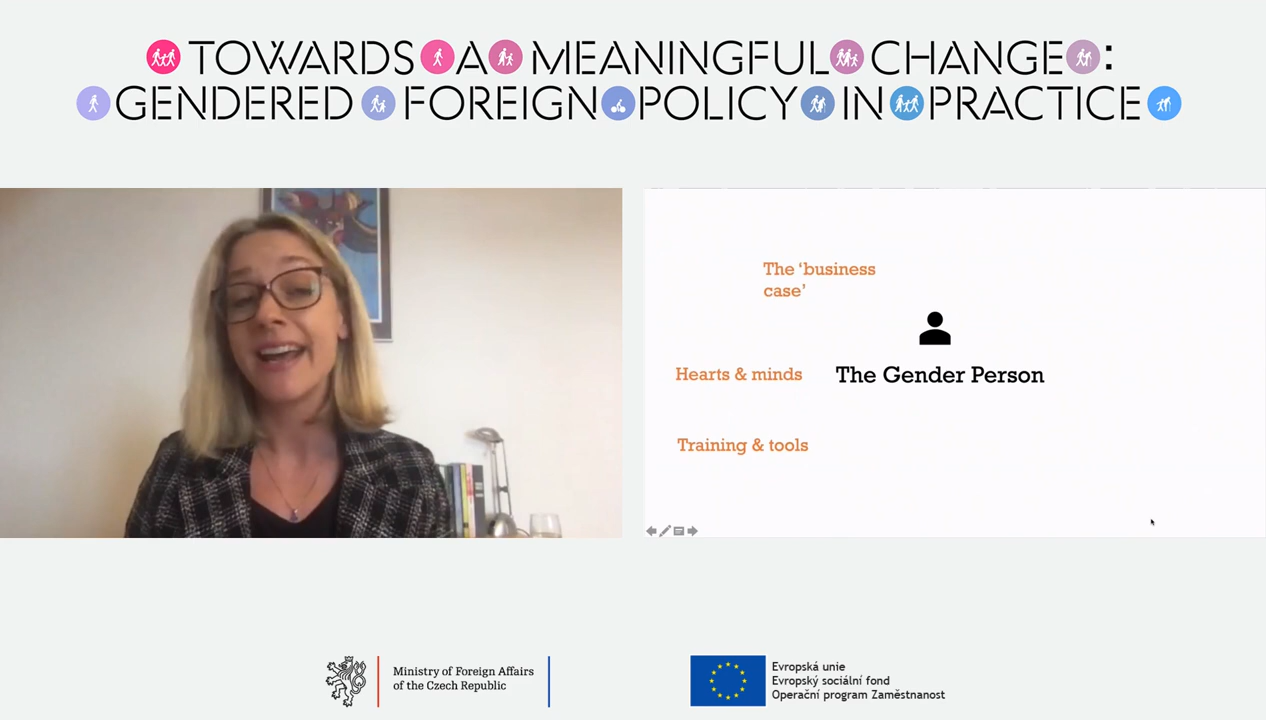 TOWARDS A MEANINGFUL CHANGE :
GENDERED FOREIGN POLICY IN PRACTICE
The ‘business
case’
Hearts & minds
The Gender Person
Training & tools
Ministry of Foreign Affairs
of the Czech Republic
Evropská unie
Evropský sociální fond
Operační program Zaměstnanost